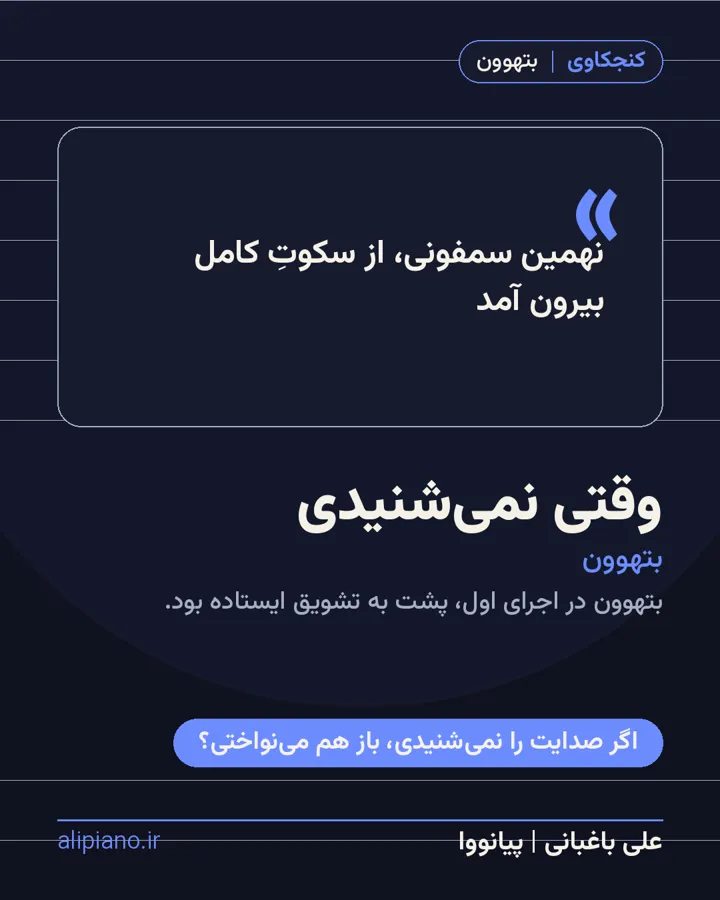 کنجکاوی | بتهوون
»
نهمین سمفونی، از سکوتِ کامل
بیرون آمد
وقتی نمی‌شنیدی
بتهوون
بتهوون در اجرای اول، پشت به تشویق ایستاده بود.
اگر صدایت را نمی‌شنیدی، باز هم می‌نواختی؟
علی باغبانی | پیانووا
alipiano.ir